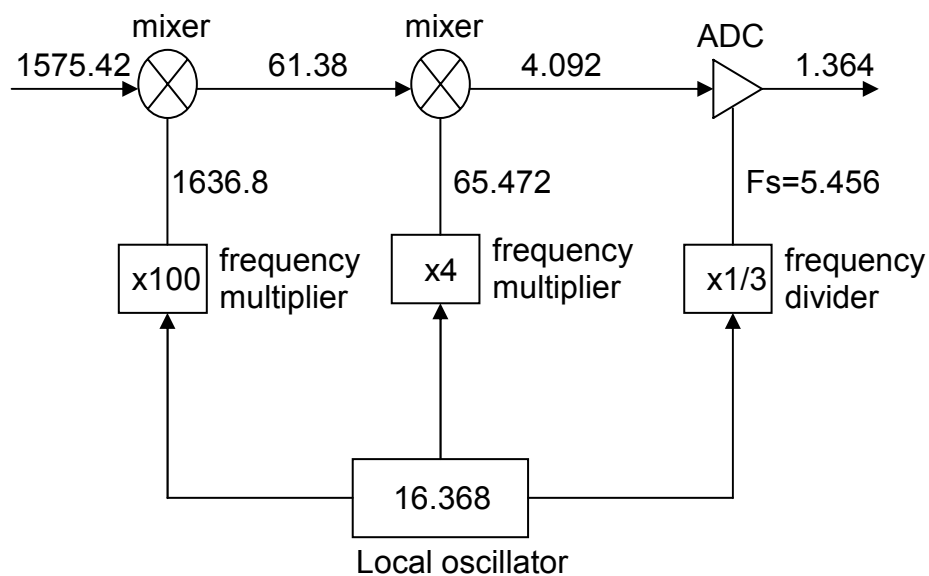 mixer
mixer
ADC
1575.42
61.38
4.092
1.364
1636.8
65.472
Fs=5.456
x100
frequency
multiplier
x4
frequency
multiplier
x1/3
frequency
divider
16.368
Local oscillator